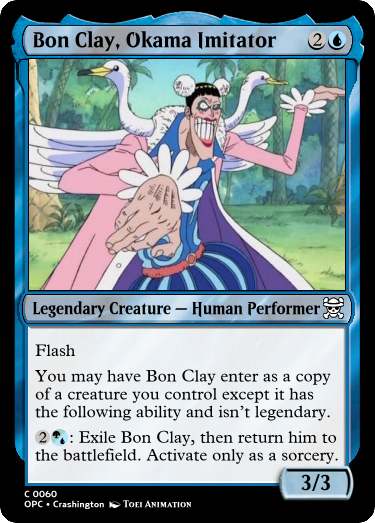 Bon Clay, Okama Imitator 2
Legendary Creature — Human Performer
Flash
You may have Bon Clay enter as a copy
of a creature you control except it has
the following ability and isn't legendary.
2 : Exile Bon Clay, then return him to
the battlefield. Activate only as a sorcery.
3/3
C 0060
OPC • Crashington TOEI ANIMATION